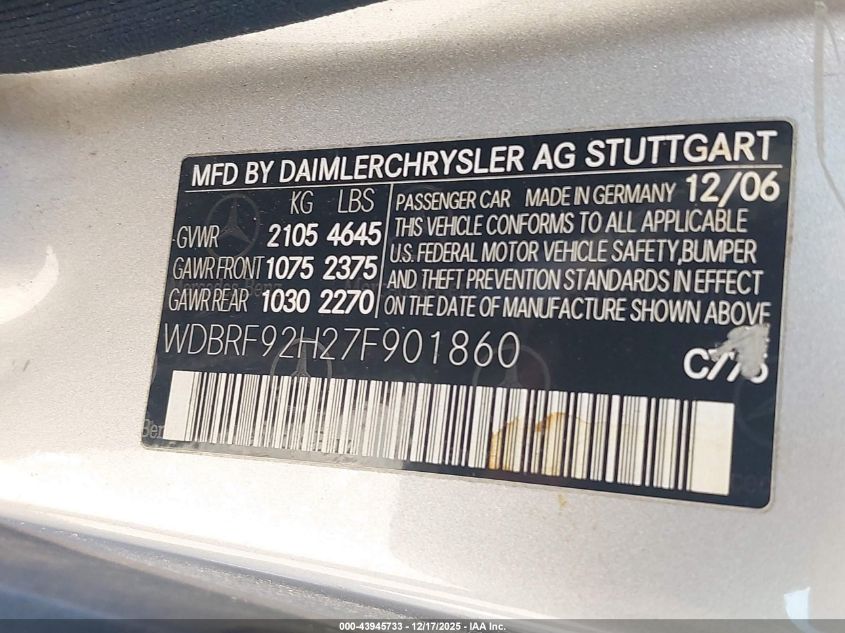 MFD BY DAIMLERCHRYSLER AG STUTTGART
KG LBS
GVWR 2105 4645
GAWR FRONT 1075 2375
GAWR REAR 1030 2270
PASSENGER CAR MADE IN GERMANY 12/06
THIS VEHICLE CONFORMS TO ALL APPLICABLE
U.S. FEDERAL MOTOR VEHICLE SAFETY, BUMPER
AND THEFT PREVENTION STANDARDS IN EFFECT
ON THE DATE OF MANUFACTURE SHOWN ABOVE
Mercedes Benz
WDBRF92H27F901860
000-43945733 - 12/17/2025 - IAA Inc.